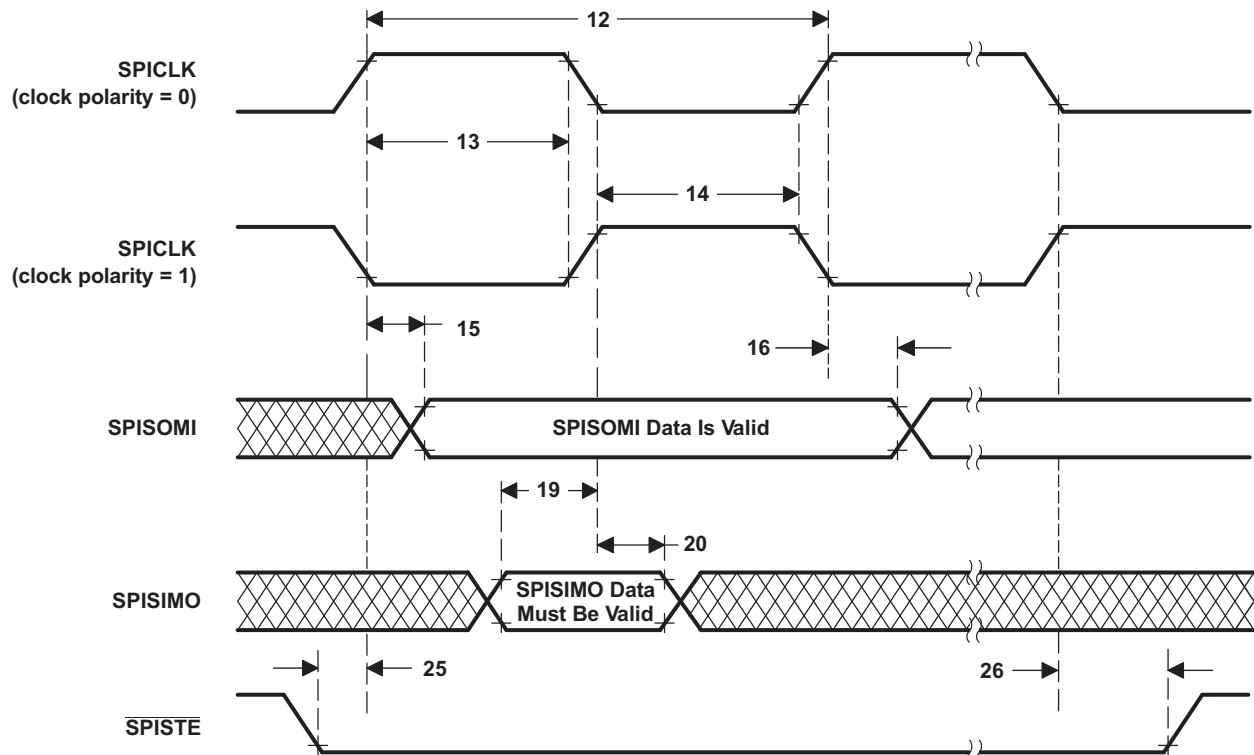 12
SPICLK
(clock polarity = 0)
13
14
SPICLK
(clock polarity = 1)
15
16
SPISOMI
SPISOMI Data Is Valid
19
20
SPISIMO
SPISIMO Data
Must Be Valid
25
26
SPISTE